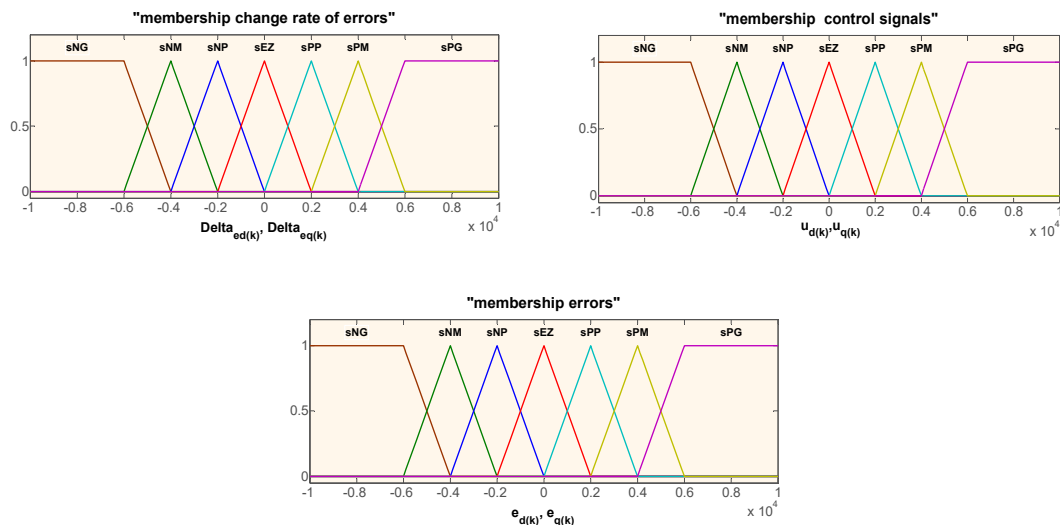 "membership change rate of errors"
sNG sNM sNP sEZ sPP sPM sPG
1
0.5
0
-1 -0.8 -0.6 -0.4 -0.2 0 0.2 0.4 0.6 0.8 1
x 10^4
Delta_ed(k), Delta_eq(k)
"membership  control signals"
sNG sNM sNP sEZ sPP sPM sPG
1
0.5
0
-1 -0.8 -0.6 -0.4 -0.2 0 0.2 0.4 0.6 0.8 1
x 10^4
u_d(k),u_q(k)
"membership errors"
sNG sNM sNP sEZ sPP sPM sPG
1
0.5
0
-1 -0.8 -0.6 -0.4 -0.2 0 0.2 0.4 0.6 0.8 1
x 10^4
e_d(k), e_q(k)